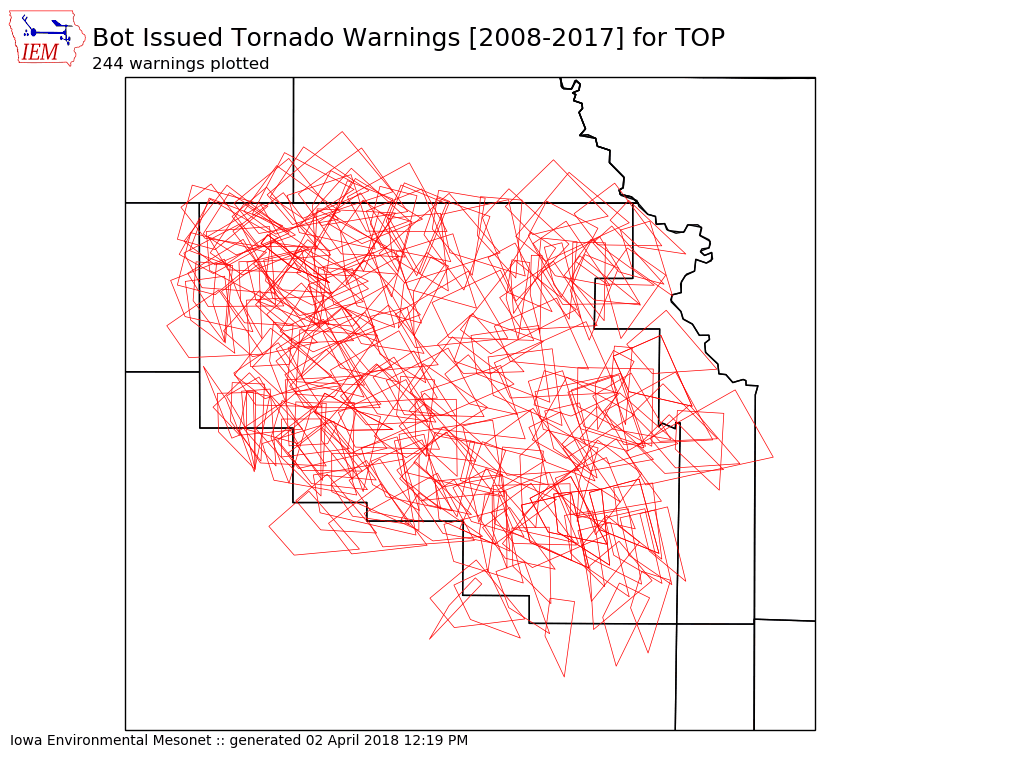 IEM
Bot Issued Tornado Warnings [2008-2017] for TOP
244 warnings plotted
Iowa Environmental Mesonet :: generated 02 April 2018 12:19 PM